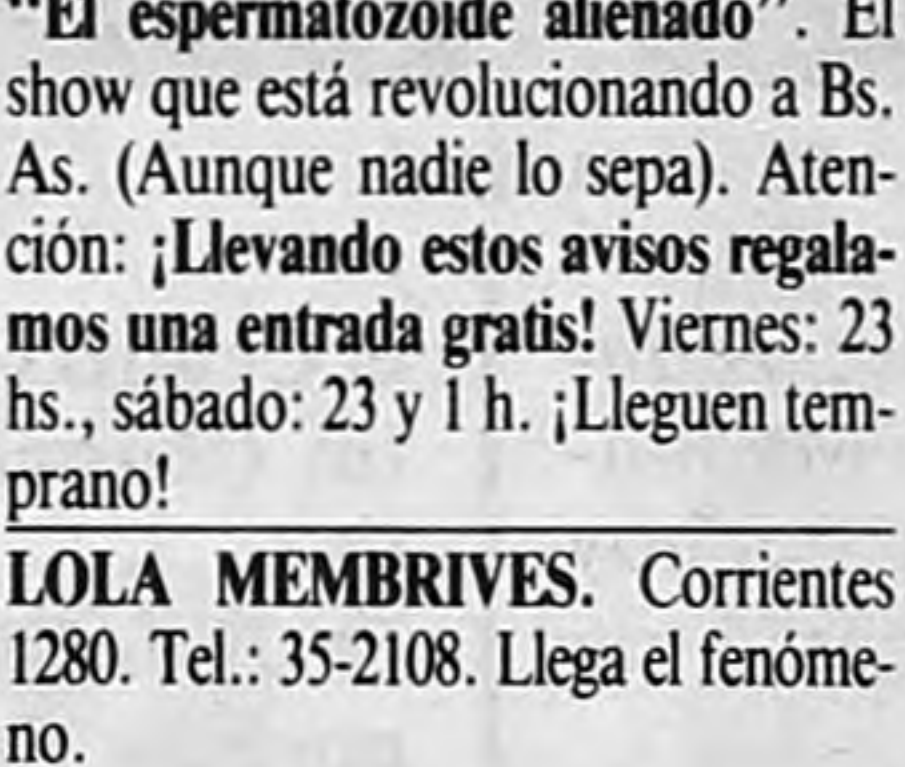 “El espermatozoide alienado”. El
show que está revolucionando a Bs.
As. (Aunque nadie lo sepa). Aten-
ción: ¡Llevando estos avisos regala-
mos una entrada gratis! Viernes: 23
hs., sábado: 23 y 1 h. ¡Lleguen tem-
prano!
LOLA MEMBRIVES. Corrientes
1280. Tel.: 35-2108. Llega el fenóme-
no.